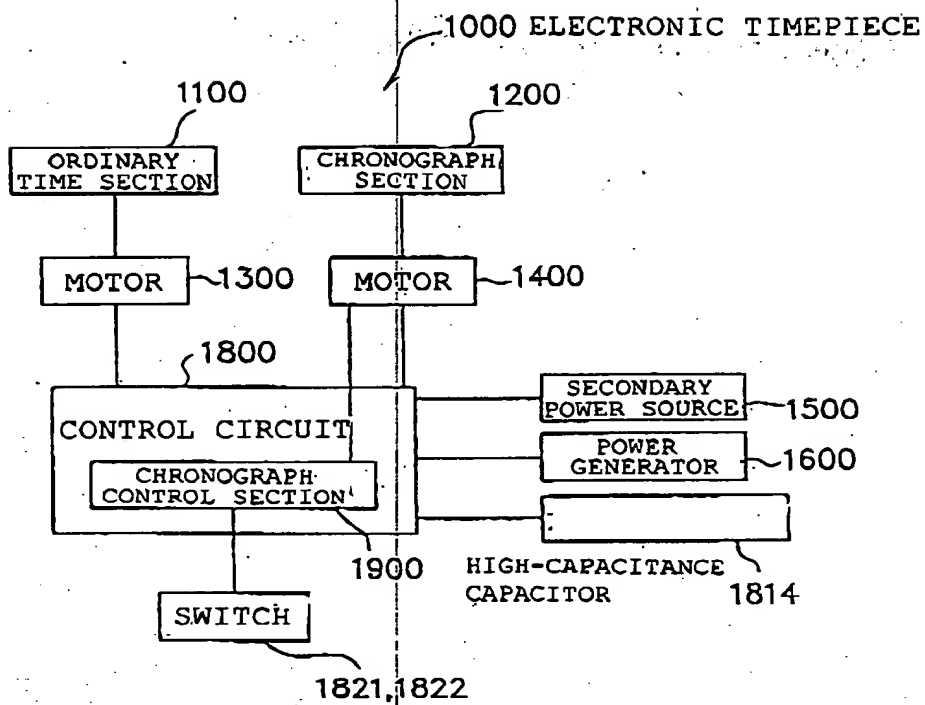 1000 ELECTRONIC TIMEPIECE
1100
1200
ORDINARY
TIME SECTION
CHRONOGRAPH
SECTION
MOTOR
1300
MOTOR
1400
1800
CONTROL CIRCUIT
SECONDARY
POWER SOURCE
1500
POWER
GENERATOR
1600
CHRONOGRAPH
CONTROL SECTION
1900
HIGH-CAPACITANCE
CAPACITOR
1814
SWITCH
1821,1822